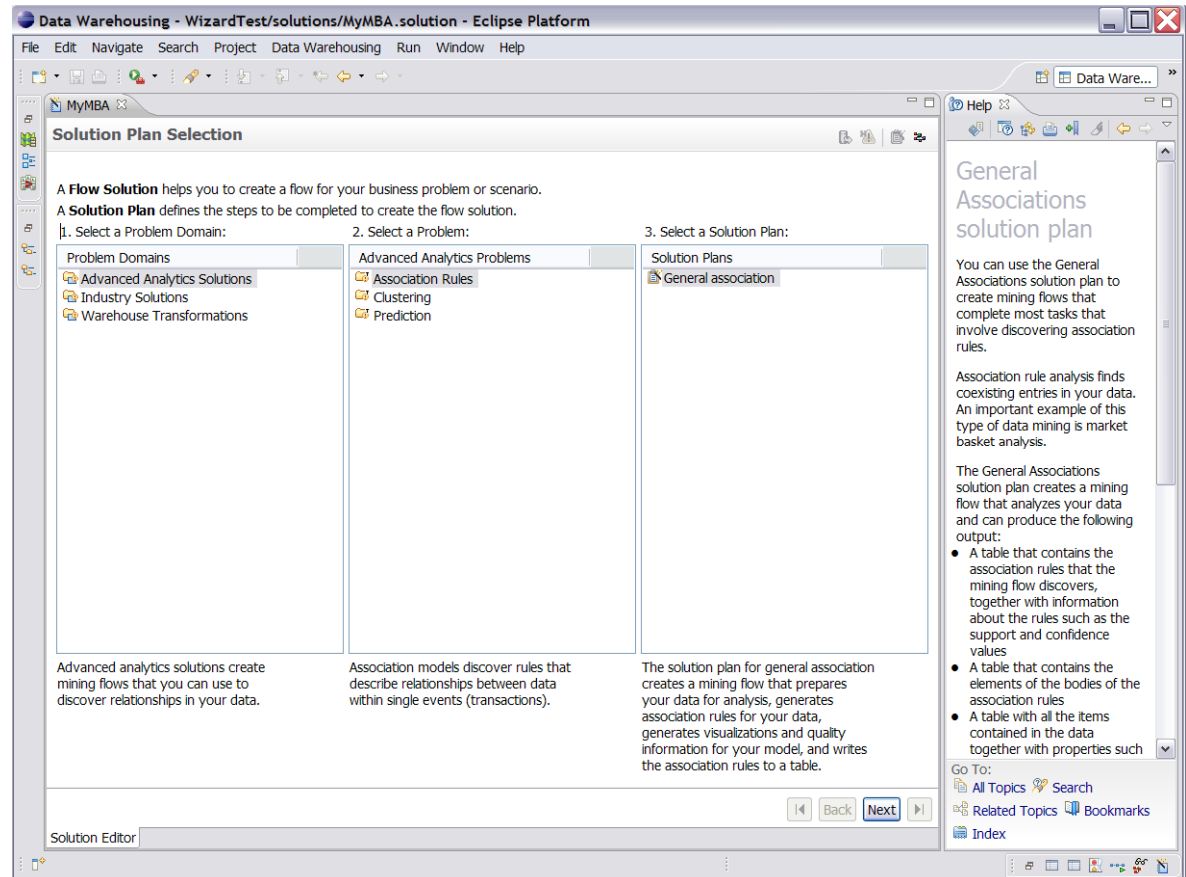 Data Warehousing - WizardTest/solutions/MyMBA.solution - Eclipse Platform
File Edit Navigate Search Project Data Warehousing Run Window Help
Data Ware... »
MyMBA
Solution Plan Selection
A Flow Solution helps you to create a flow for your business problem or scenario.
A Solution Plan defines the steps to be completed to create the flow solution.
1. Select a Problem Domain:
Problem Domains
Advanced Analytics Solutions
Industry Solutions
Warehouse Transformations
Advanced analytics solutions create
mining flows that you can use to
discover relationships in your data.
2. Select a Problem:
Advanced Analytics Problems
Association Rules
Clustering
Prediction
Association models discover rules that
describe relationships between data
within single events (transactions).
3. Select a Solution Plan:
Solution Plans
General association
The solution plan for general association
creates a mining flow that prepares
your data for analysis, generates
association rules for your data,
generates visualizations and quality
information for your model, and writes
the association rules to a table.
Back Next
Solution Editor
Help
General
Associations
solution plan
You can use the General
Associations solution plan to
create mining flows that
complete most tasks that
involve discovering association
rules.
Association rule analysis finds
coexisting entries in your data.
An important example of this
type of data mining is market
basket analysis.
The General Associations
solution plan creates a mining
flow that analyzes your data
and can produce the following
output:
• A table that contains the
association rules that the
mining flow discovers,
together with information
about the rules such as the
support and confidence
values
• A table that contains the
elements of the bodies of the
association rules
• A table with all the items
contained in the data
together with properties such
Go To:
All Topics Search
Related Topics Bookmarks
Index